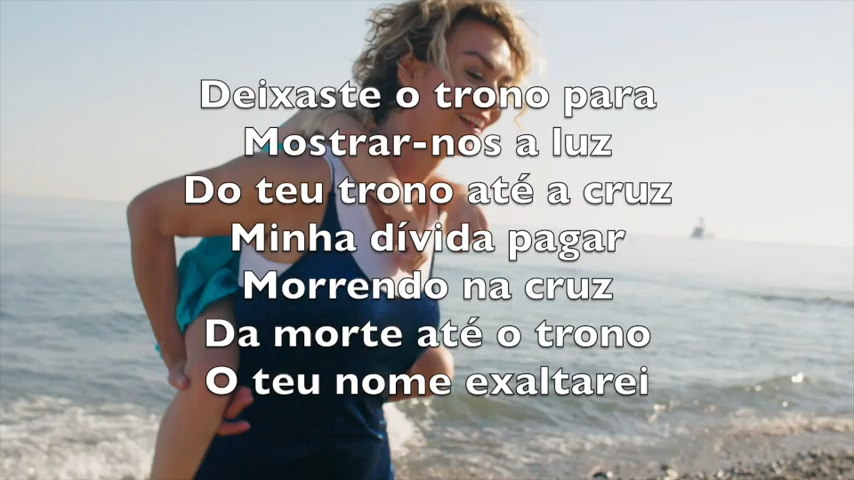 Deixaste o trono para
Mostrar-nos a luz
Do teu trono até a cruz
Minha dívida pagar
Morrendo na cruz
Da morte até o trono
O teu nome exaltarei